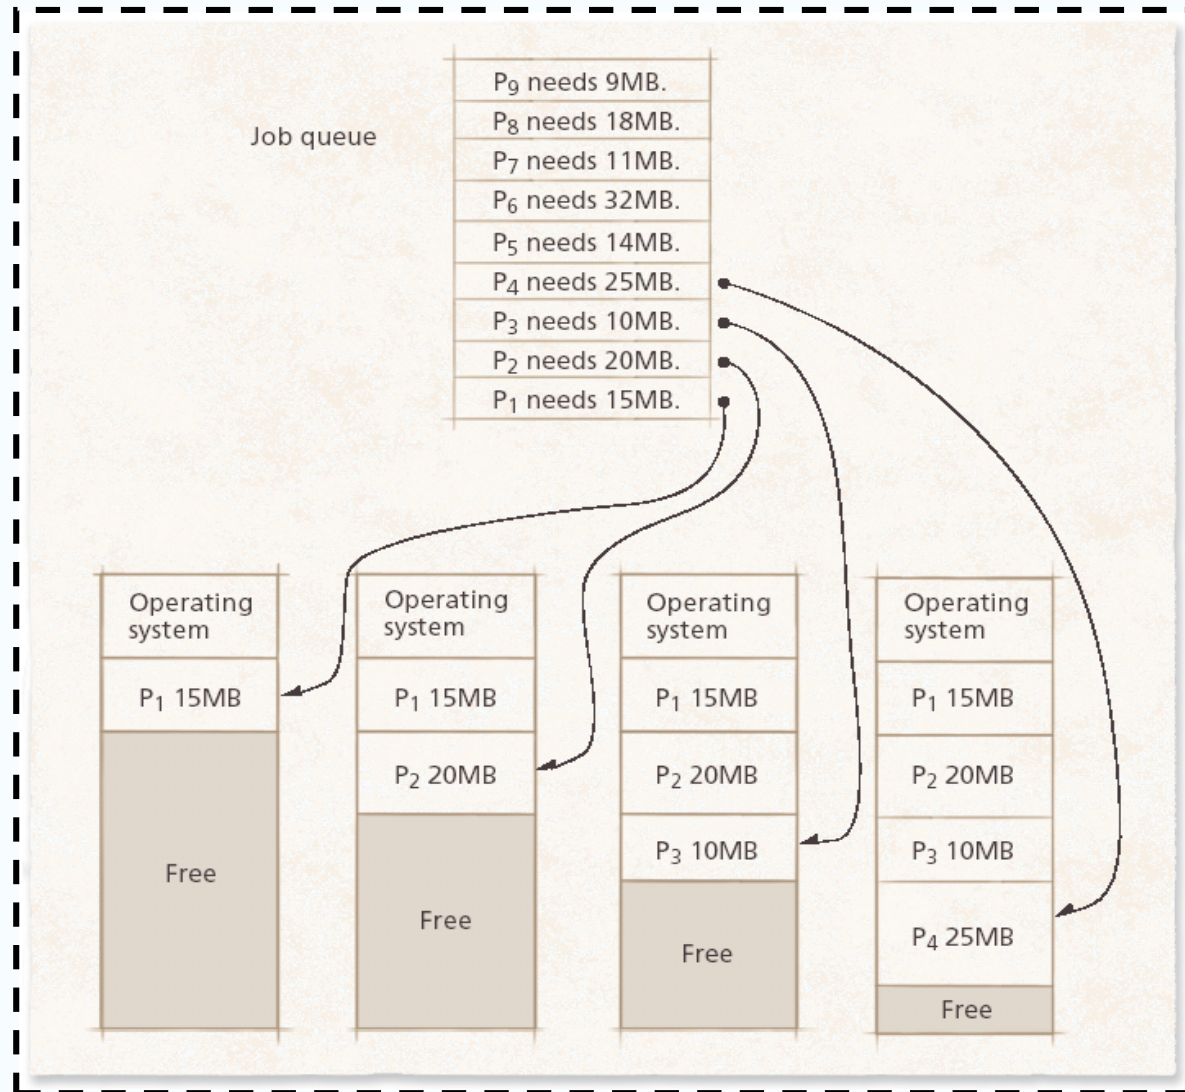 P₉ needs 9MB.
Job queue
P₈ needs 18MB.
P₇ needs 11MB.
P₆ needs 32MB.
P₅ needs 14MB.
P₄ needs 25MB.
P₃ needs 10MB.
P₂ needs 20MB.
P₁ needs 15MB.
Operating
system
P₁ 15MB
Free
Operating
system
P₁ 15MB
P₂ 20MB
Free
Operating
system
P₁ 15MB
P₂ 20MB
P₃ 10MB
Free
Operating
system
P₁ 15MB
P₂ 20MB
P₃ 10MB
P₄ 25MB
Free